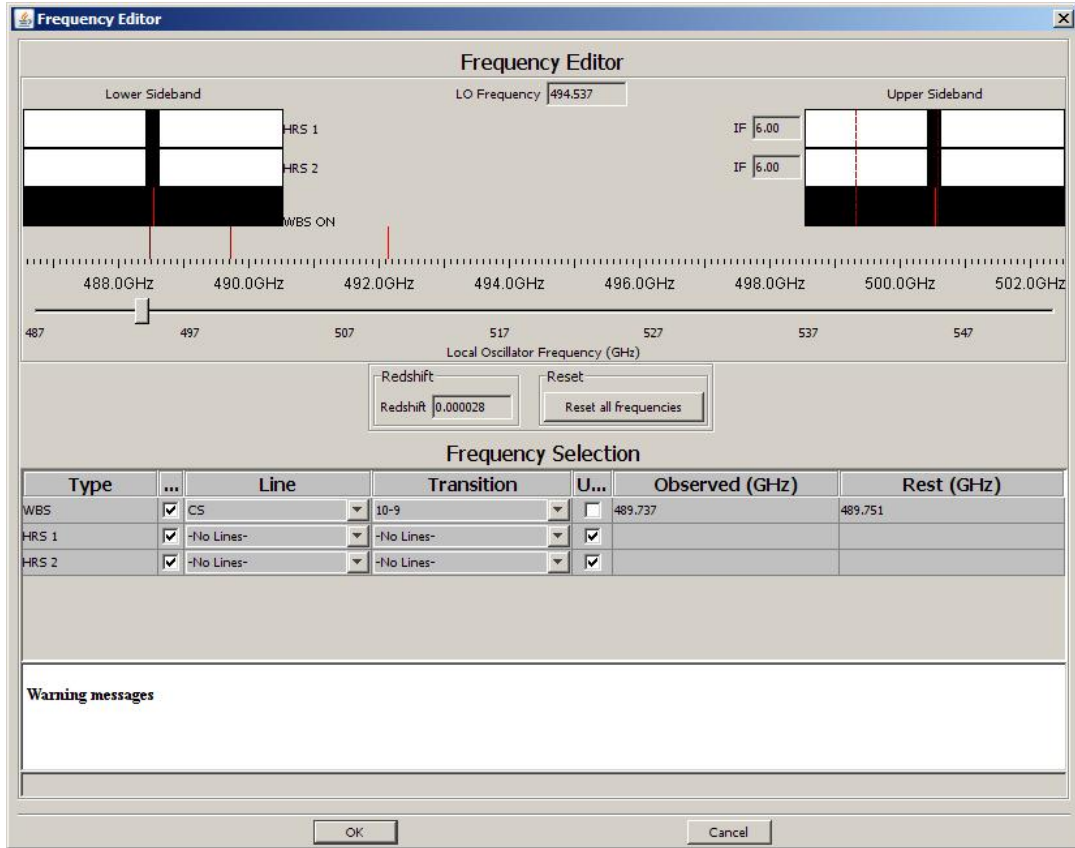 Frequency Editor
Frequency Editor
Lower Sideband
LO Frequency 494.537
Upper Sideband
HRS 1
IF 6.00
HRS 2
IF 6.00
WBS ON
488.0GHz 490.0GHz 492.0GHz 494.0GHz 496.0GHz 498.0GHz 500.0GHz 502.0GHz
487 497 507 517 527 537 547
Local Oscillator Frequency (GHz)
Redshift
Redshift 0.000028
Reset
Reset all frequencies
Frequency Selection
Type ... Line Transition U... Observed (GHz) Rest (GHz)
WBS CS 10-9 489.737 489.751
HRS 1 -No Lines- -No Lines-
HRS 2 -No Lines- -No Lines-
Warning messages
OK Cancel